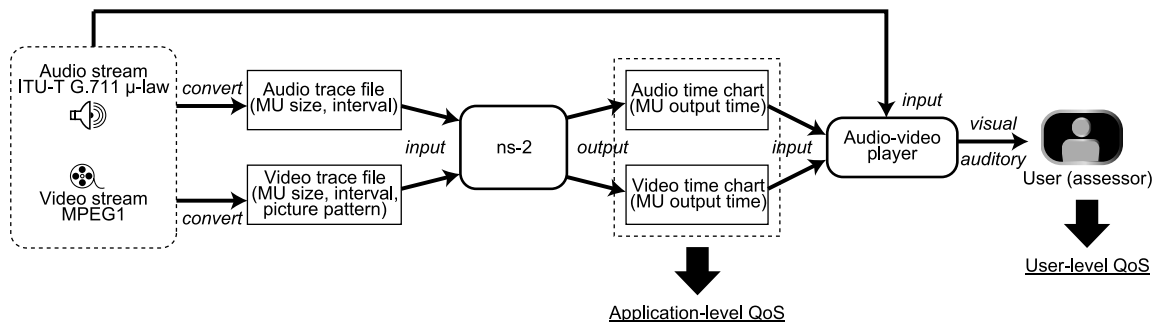 Audio stream
ITU-T G.711 μ-law
Video stream
MPEG1
convert
convert
Audio trace file
(MU size, interval)
Video trace file
(MU size, interval,
picture pattern)
input
ns-2
output
Audio time chart
(MU output time)
Video time chart
(MU output time)
Application-level QoS
input
input
Audio-video
player
visual
auditory
User (assessor)
User-level QoS